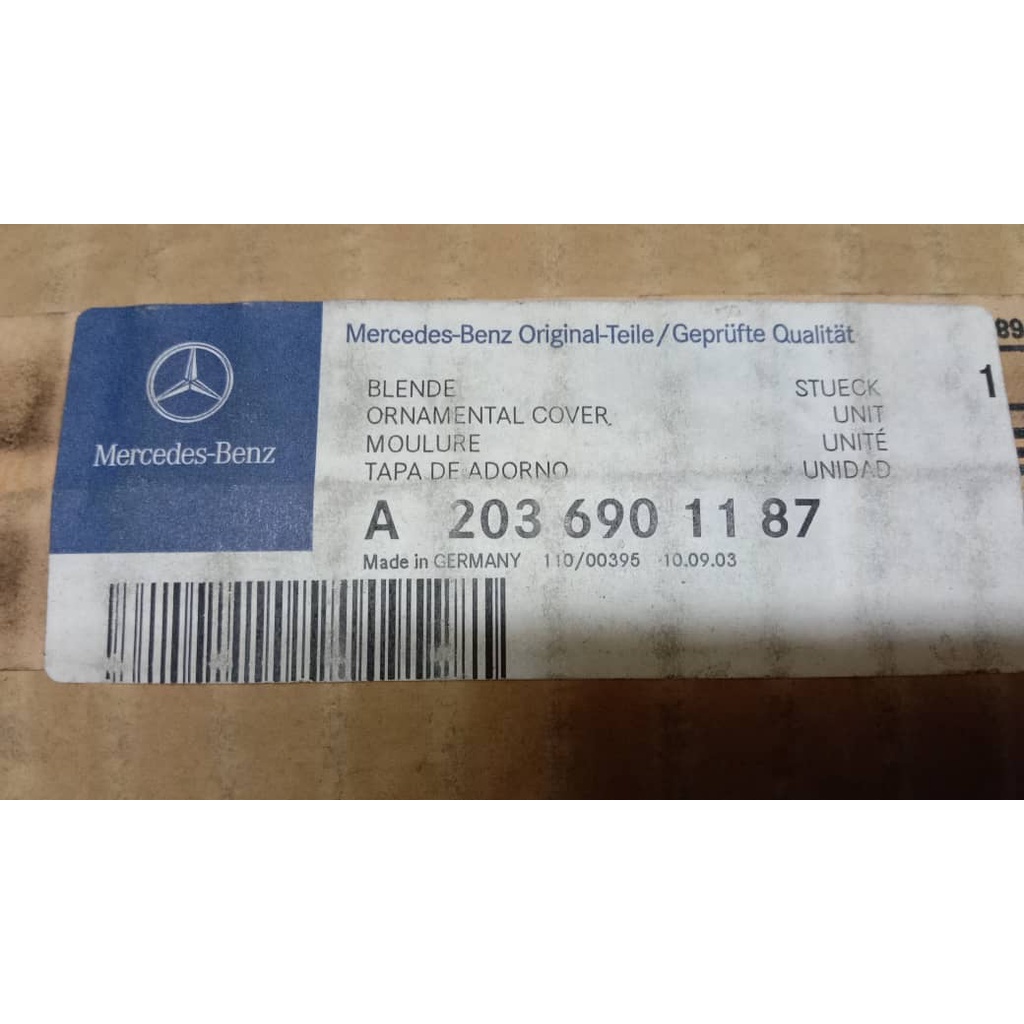 Mercedes-Benz Original-Teile/Geprüfte Qualität
BLENDE STUECK 1
ORNAMENTAL COVER UNIT
MOULURE UNITÉ
TAPA DE ADORNO UNIDAD
A 203 690 11 87
Made in GERMANY 110/00395 10.09.03
Mercedes-Benz
89